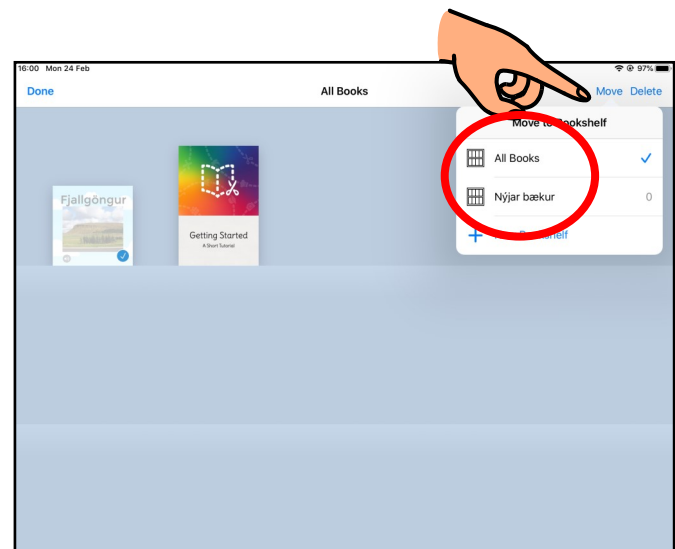 16:00 Mon 24 Feb
97%
Done
All Books
Move Delete
Move to Bookshelf
All Books
Nýjar bækur
0
Bookshelf
Fjallgöngur
Getting Started
A Short Tutorial